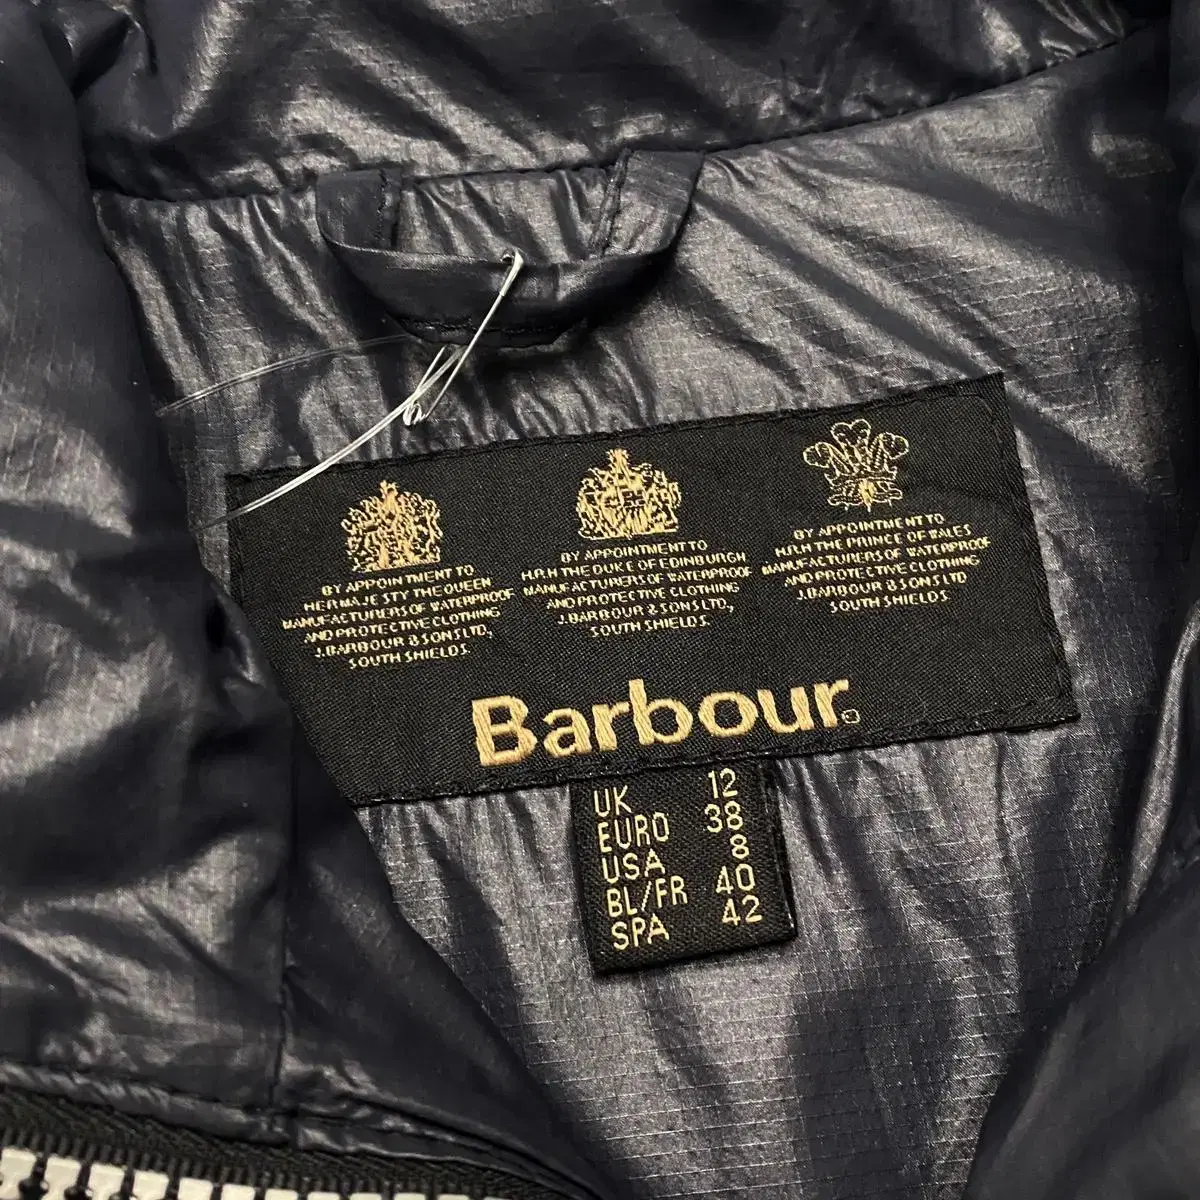 BY APPOINTMENT TO
HER MAJESTY THE QUEEN
MANUFACTURERS OF WATERPROOF
AND PROTECTIVE CLOTHING
J.BARBOUR & SONS LTD,
SOUTH SHIELDS
BY APPOINTMENT TO
H.R.H THE DUKE OF EDINBURGH
MANUFACTURERS OF WATERPROOF
AND PROTECTIVE CLOTHING
J.BARBOUR & SONS LTD,
SOUTH SHIELDS.
BY APPOINTMENT TO
H.R.H THE PRINCE OF WALES
MANUFACTURERS OF WATERPROOF
AND PROTECTIVE CLOTHING
J.BARBOUR & SONS LTD
SOUTH SHIELDS
Barbour
UK 12
EURO 38
USA 8
BL/FR 40
SPA 42